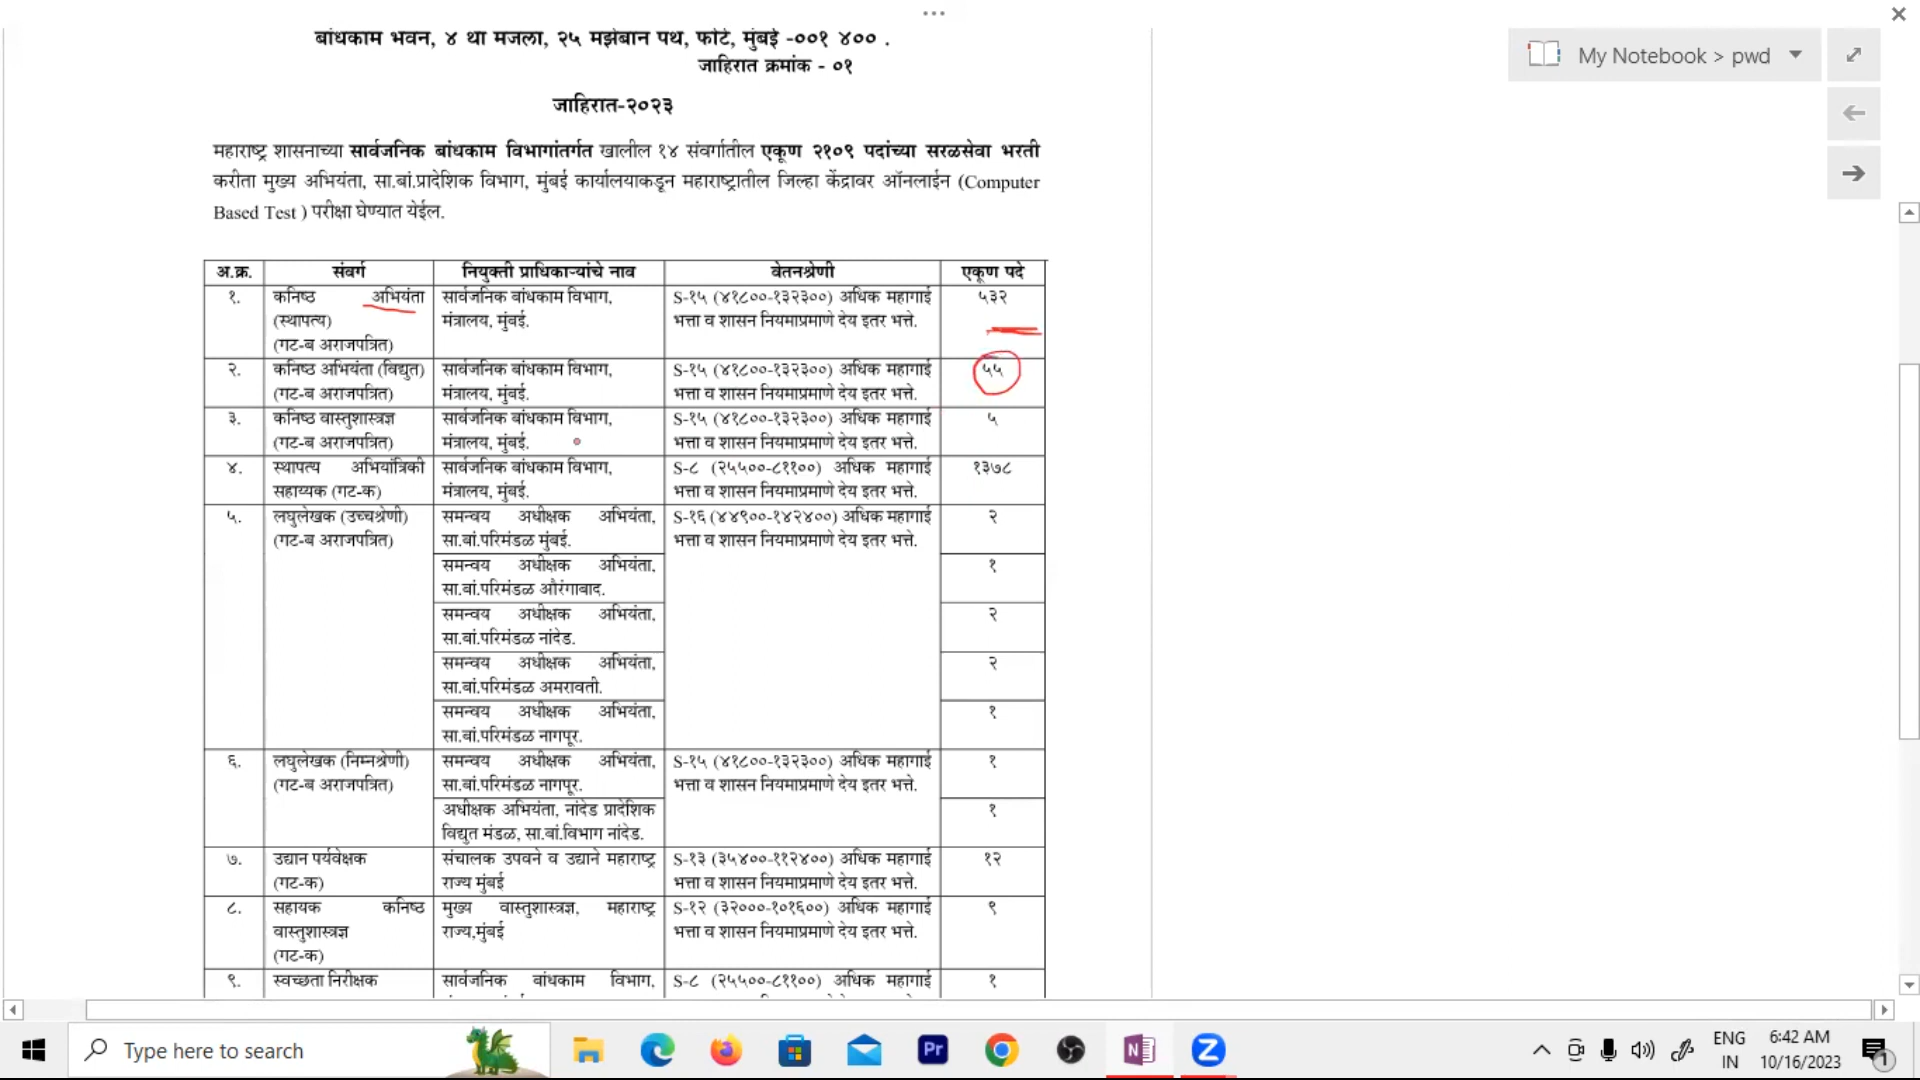 बांधकाम भवन, ४ था मजला, २५ मर्झबान पथ, फोर्ट, मुंबई -००१ ४०० .
जाहिरात क्रमांक - ०१
जाहिरात-२०२३
महाराष्ट्र शासनाच्या सार्वजनिक बांधकाम विभागांतर्गत खालील १४ संवर्गातील एकूण २१०९ पदांच्या सरळसेवा भरती
करीता मुख्य अभियंता, सा.बां.प्रादेशिक विभाग, मुंबई कार्यालयाकडून महाराष्ट्रातील जिल्हा केंद्रावर ऑनलाईन (Computer
Based Test ) परीक्षा घेण्यात येईल.
अ.क्र. संवर्ग नियुक्ती प्राधिकाऱ्यांचे नाव वेतनश्रेणी एकूण पदे
१. कनिष्ठ अभियंता सार्वजनिक बांधकाम विभाग, S-१५ (४१८००-१३२३००) अधिक महागाई ५३२
(स्थापत्य) मंत्रालय, मुंबई. भत्ता व शासन नियमाप्रमाणे देय इतर भत्ते.
(गट-ब अराजपत्रित)
२. कनिष्ठ अभियंता (विद्युत) सार्वजनिक बांधकाम विभाग, S-१५ (४१८००-१३२३००) अधिक महागाई ५५
(गट-ब अराजपत्रित) मंत्रालय, मुंबई. भत्ता व शासन नियमाप्रमाणे देय इतर भत्ते.
३. कनिष्ठ वास्तुशास्त्रज्ञ सार्वजनिक बांधकाम विभाग, S-१५ (४१८००-१३२३००) अधिक महागाई ५
(गट-ब अराजपत्रित) मंत्रालय, मुंबई. भत्ता व शासन नियमाप्रमाणे देय इतर भत्ते.
४. स्थापत्य अभियांत्रिकी सार्वजनिक बांधकाम विभाग, S-८ (२५५००-८११००) अधिक महागाई १३७८
सहाय्यक (गट-क) मंत्रालय, मुंबई. भत्ता व शासन नियमाप्रमाणे देय इतर भत्ते.
५. लघुलेखक (उच्चश्रेणी) समन्वय अधीक्षक अभियंता, S-१६ (४४९००-१४२४००) अधिक महागाई २
(गट-ब अराजपत्रित) सा.बां.परिमंडळ मुंबई. भत्ता व शासन नियमाप्रमाणे देय इतर भत्ते.
समन्वय अधीक्षक अभियंता, १
सा.बां.परिमंडळ औरंगाबाद.
समन्वय अधीक्षक अभियंता, २
सा.बां.परिमंडळ नांदेड.
समन्वय अधीक्षक अभियंता, २
सा.बां.परिमंडळ अमरावती.
समन्वय अधीक्षक अभियंता, १
सा.बां.परिमंडळ नागपूर.
६. लघुलेखक (निम्नश्रेणी) समन्वय अधीक्षक अभियंता, S-१५ (४१८००-१३२३००) अधिक महागाई १
(गट-ब अराजपत्रित) सा.बां.परिमंडळ नागपूर. भत्ता व शासन नियमाप्रमाणे देय इतर भत्ते.
अधीक्षक अभियंता, नांदेड प्रादेशिक १
विद्युत मंडळ, सा.बां.विभाग नांदेड.
७. उद्यान पर्यवेक्षक संचालक उपवने व उद्याने महाराष्ट्र S-१३ (३५४००-११२४००) अधिक महागाई १२
(गट-क) राज्य मुंबई भत्ता व शासन नियमाप्रमाणे देय इतर भत्ते.
८. सहायक कनिष्ठ मुख्य वास्तुशास्त्रज्ञ, महाराष्ट्र S-१२ (३२०००-१०१६००) अधिक महागाई ९
वास्तुशास्त्रज्ञ राज्य,मुंबई भत्ता व शासन नियमाप्रमाणे देय इतर भत्ते.
(गट-क)
९. स्वच्छता निरीक्षक सार्वजनिक बांधकाम विभाग, S-८ (२५५००-८११००) अधिक महागाई १
My Notebook > pwd
Type here to search
Pr
N
Z
ENG
IN
6:42 AM
10/16/2023
1